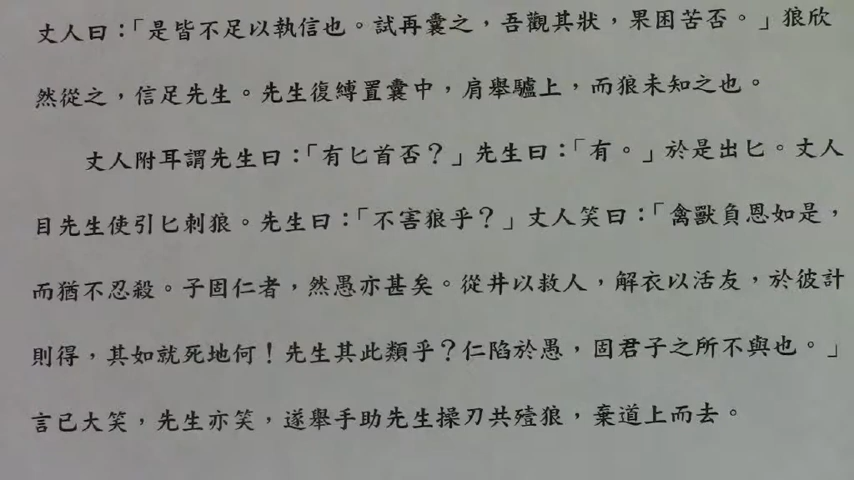 丈人曰：「是皆不足以執信也。試再囊之，吾觀其狀，果困苦否。」狼欣
然從之，信足先生。先生復縛置囊中，肩舉驢上，而狼未知之也。
丈人附耳謂先生曰：「有匕首否？」先生曰：「有。」於是出匕。丈人
目先生使引匕刺狼。先生曰：「不害狼乎？」丈人笑曰：「禽獸負恩如是，
而猶不忍殺。子固仁者，然愚亦甚矣。從井以救人，解衣以活友，於彼計
則得，其如就死地何！先生其此類乎？仁陷於愚，固君子之所不與也。」
言已大笑，先生亦笑，遂舉手助先生操刃共殪狼，棄道上而去。